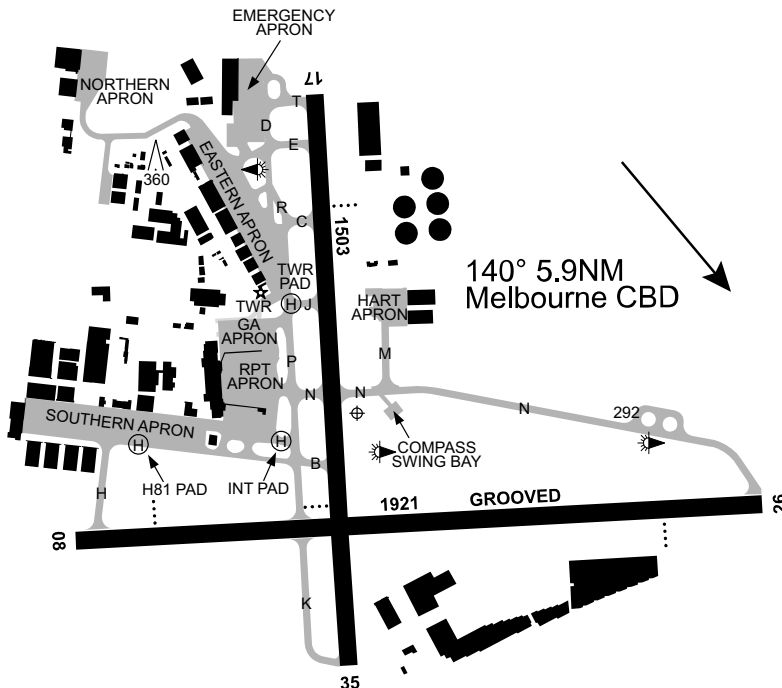 EMERGENCY
APRON
NORTHERN
APRON
17
T
D
E
360
EASTERN APRON
R
C
1503
140° 5.9NM
Melbourne CBD
TWR
PAD
H
J
TWR
HART
APRON
GA
APRON
P
M
RPT
APRON
N
N
N
292
SOUTHERN APRON
H
H
COMPASS
SWING BAY
B
H
H81 PAD
INT PAD
1921
GROOVED
26
08
K
35